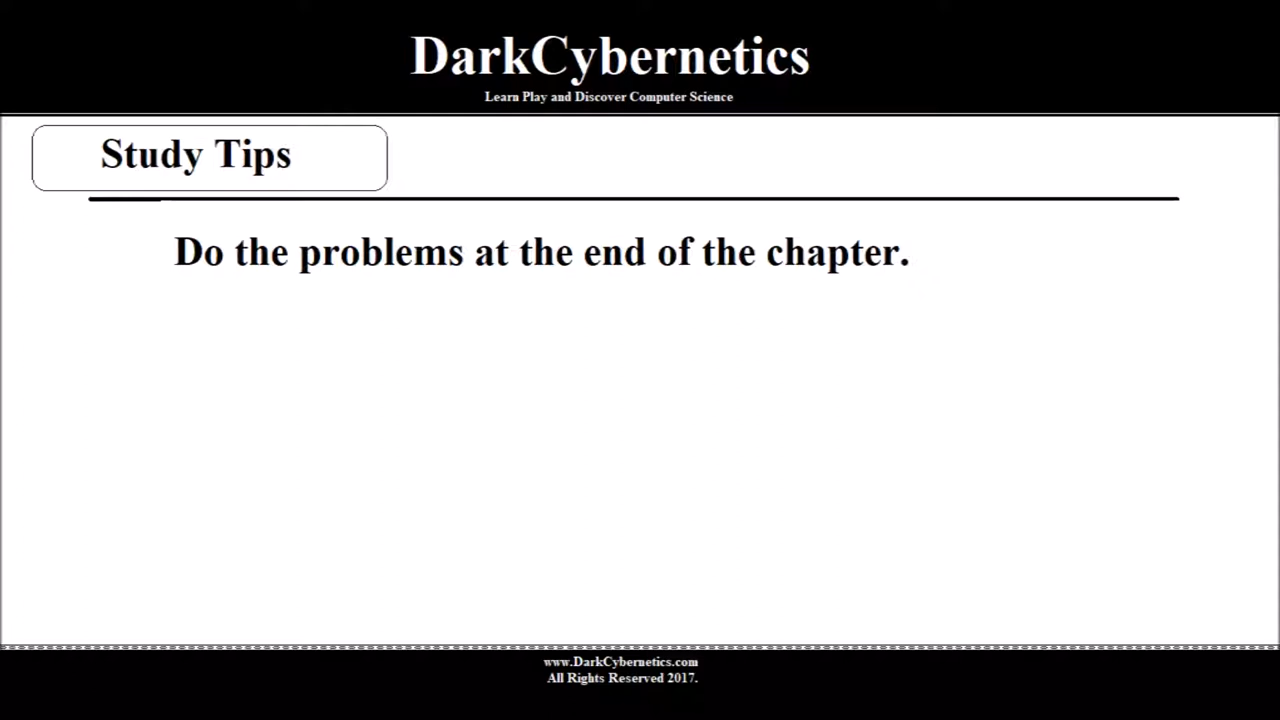 DarkCybernetics
Learn Play and Discover Computer Science
Study Tips
Do the problems at the end of the chapter.
www.DarkCybernetics.com
All Rights Reserved 2017.